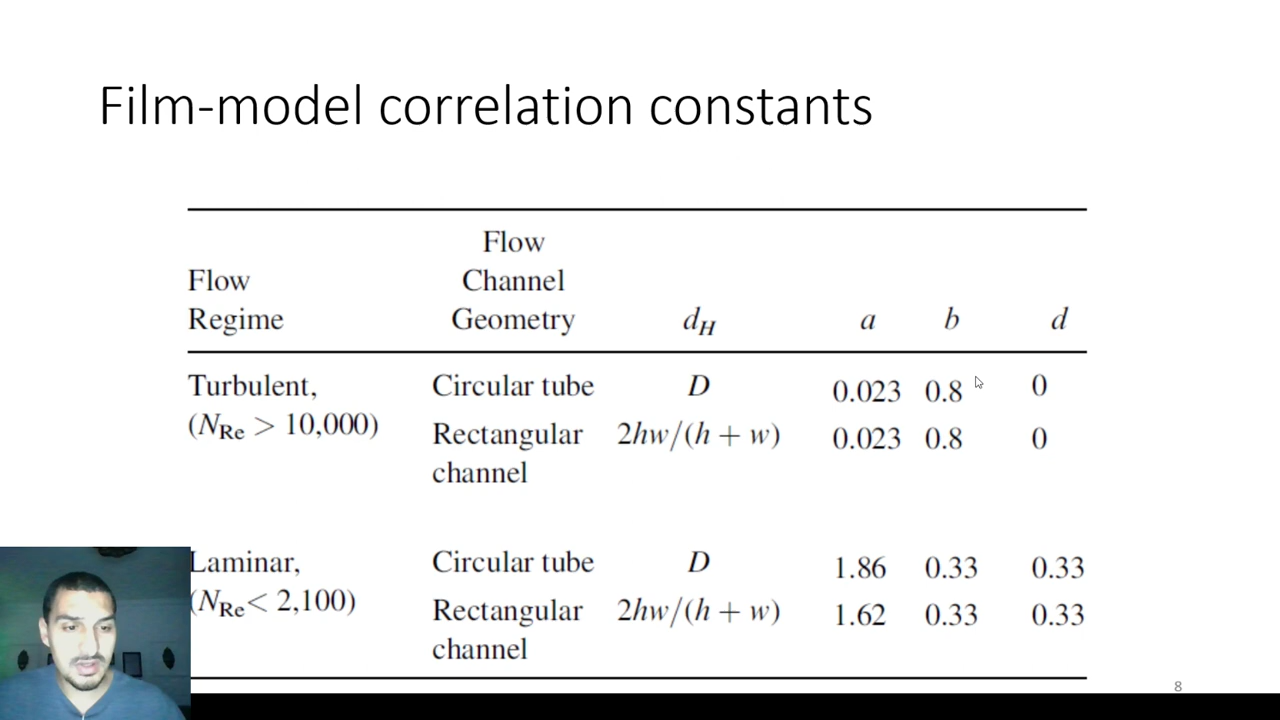 Film-model correlation constants
Flow Regime Flow Channel Geometry d_H a b d
Turbulent, (N_Re > 10,000) Circular tube D 0.023 0.8 0
Rectangular channel 2hw/(h + w) 0.023 0.8 0
Laminar, (N_Re < 2,100) Circular tube D 1.86 0.33 0.33
Rectangular channel 2hw/(h + w) 1.62 0.33 0.33
8